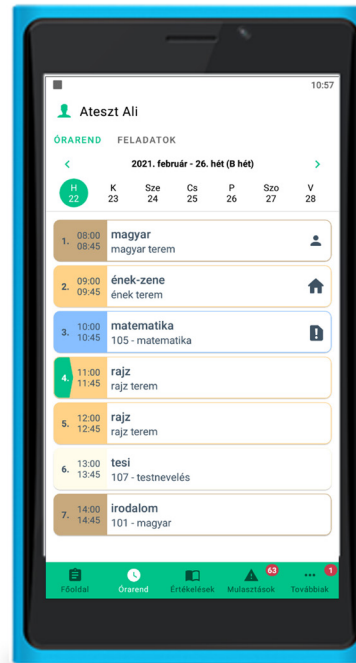 10:57
Ateszt Ali
ÓRAREND FELADATOK
< 2021. február - 26. hét (B hét) >
H K Sze Cs P Szo V
22 23 24 25 26 27 28
1. 08:00 magyar
08:45 magyar terem
2. 09:00 ének-zene
09:45 ének terem
3. 10:00 matematika
10:45 105 - matematika
4. 11:00 rajz
11:45 rajz terem
5. 12:00 rajz
12:45 rajz terem
6. 13:00 tesi
13:45 107 - testnevelés
7. 14:00 irodalom
14:45 101 - magyar
63 1
Főoldal Órarend Értékelések Mulasztások Továbbiak